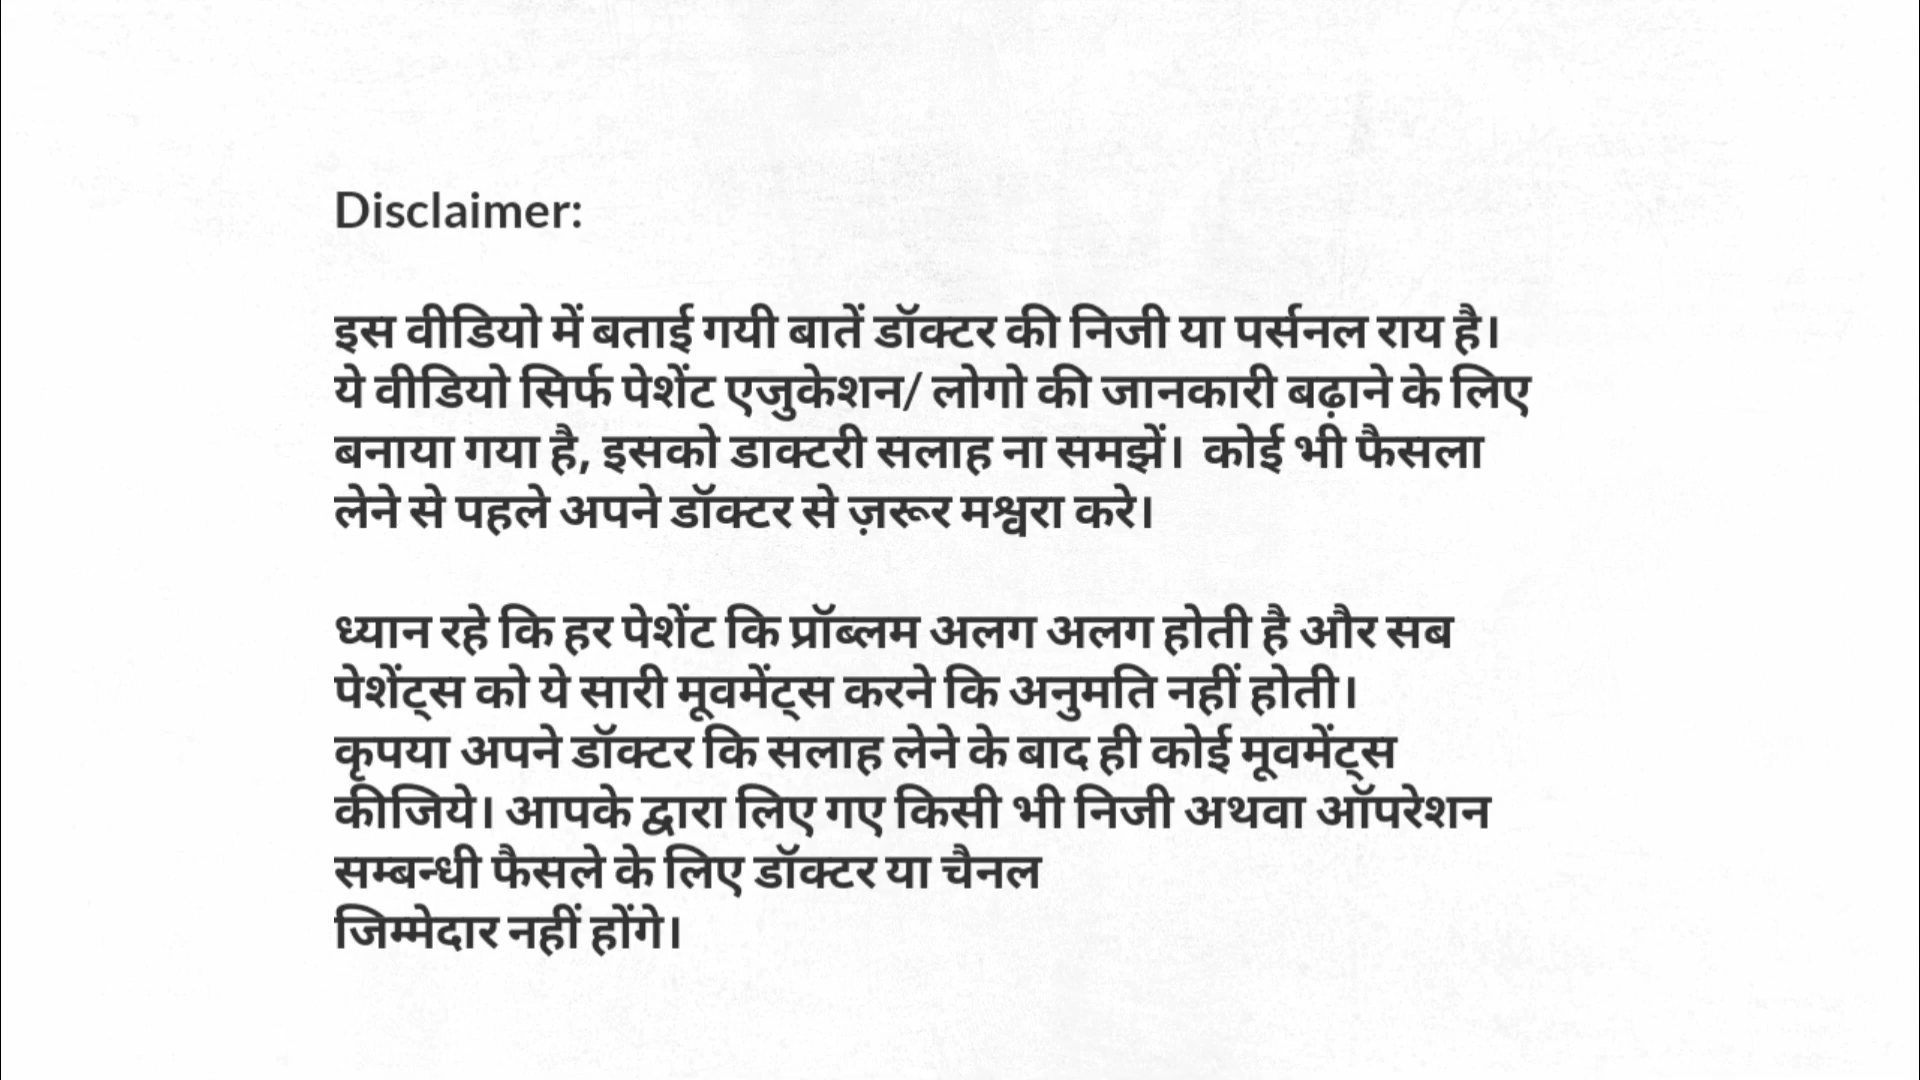 Disclaimer:
इस वीडियो में बताई गयी बातें डॉक्टर की निजी या पर्सनल राय है।
ये वीडियो सिर्फ पेशेंट एजुकेशन/ लोगो की जानकारी बढ़ाने के लिए
बनाया गया है, इसको डाक्टरी सलाह ना समझें। कोई भी फैसला
लेने से पहले अपने डॉक्टर से ज़रूर मश्वरा करे।
ध्यान रहे कि हर पेशेंट कि प्रॉब्लम अलग अलग होती है और सब
पेशेंट्स को ये सारी मूवमेंट्स करने कि अनुमति नहीं होती।
कृपया अपने डॉक्टर कि सलाह लेने के बाद ही कोई मूवमेंट्स
कीजिये। आपके द्वारा लिए गए किसी भी निजी अथवा ऑपरेशन
सम्बन्धी फैसले के लिए डॉक्टर या चैनल
जिम्मेदार नहीं होंगे।